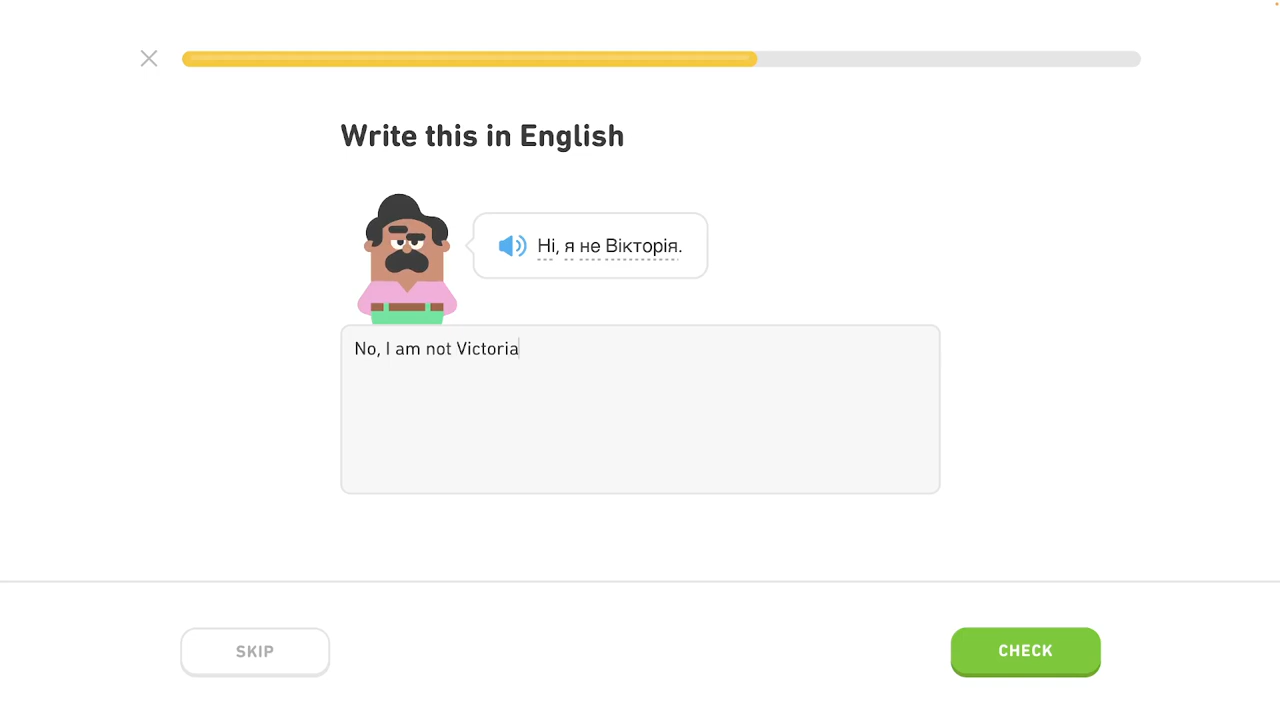 Write this in English
Ні, я не Вікторія.
No, I am not Victoria
SKIP
CHECK